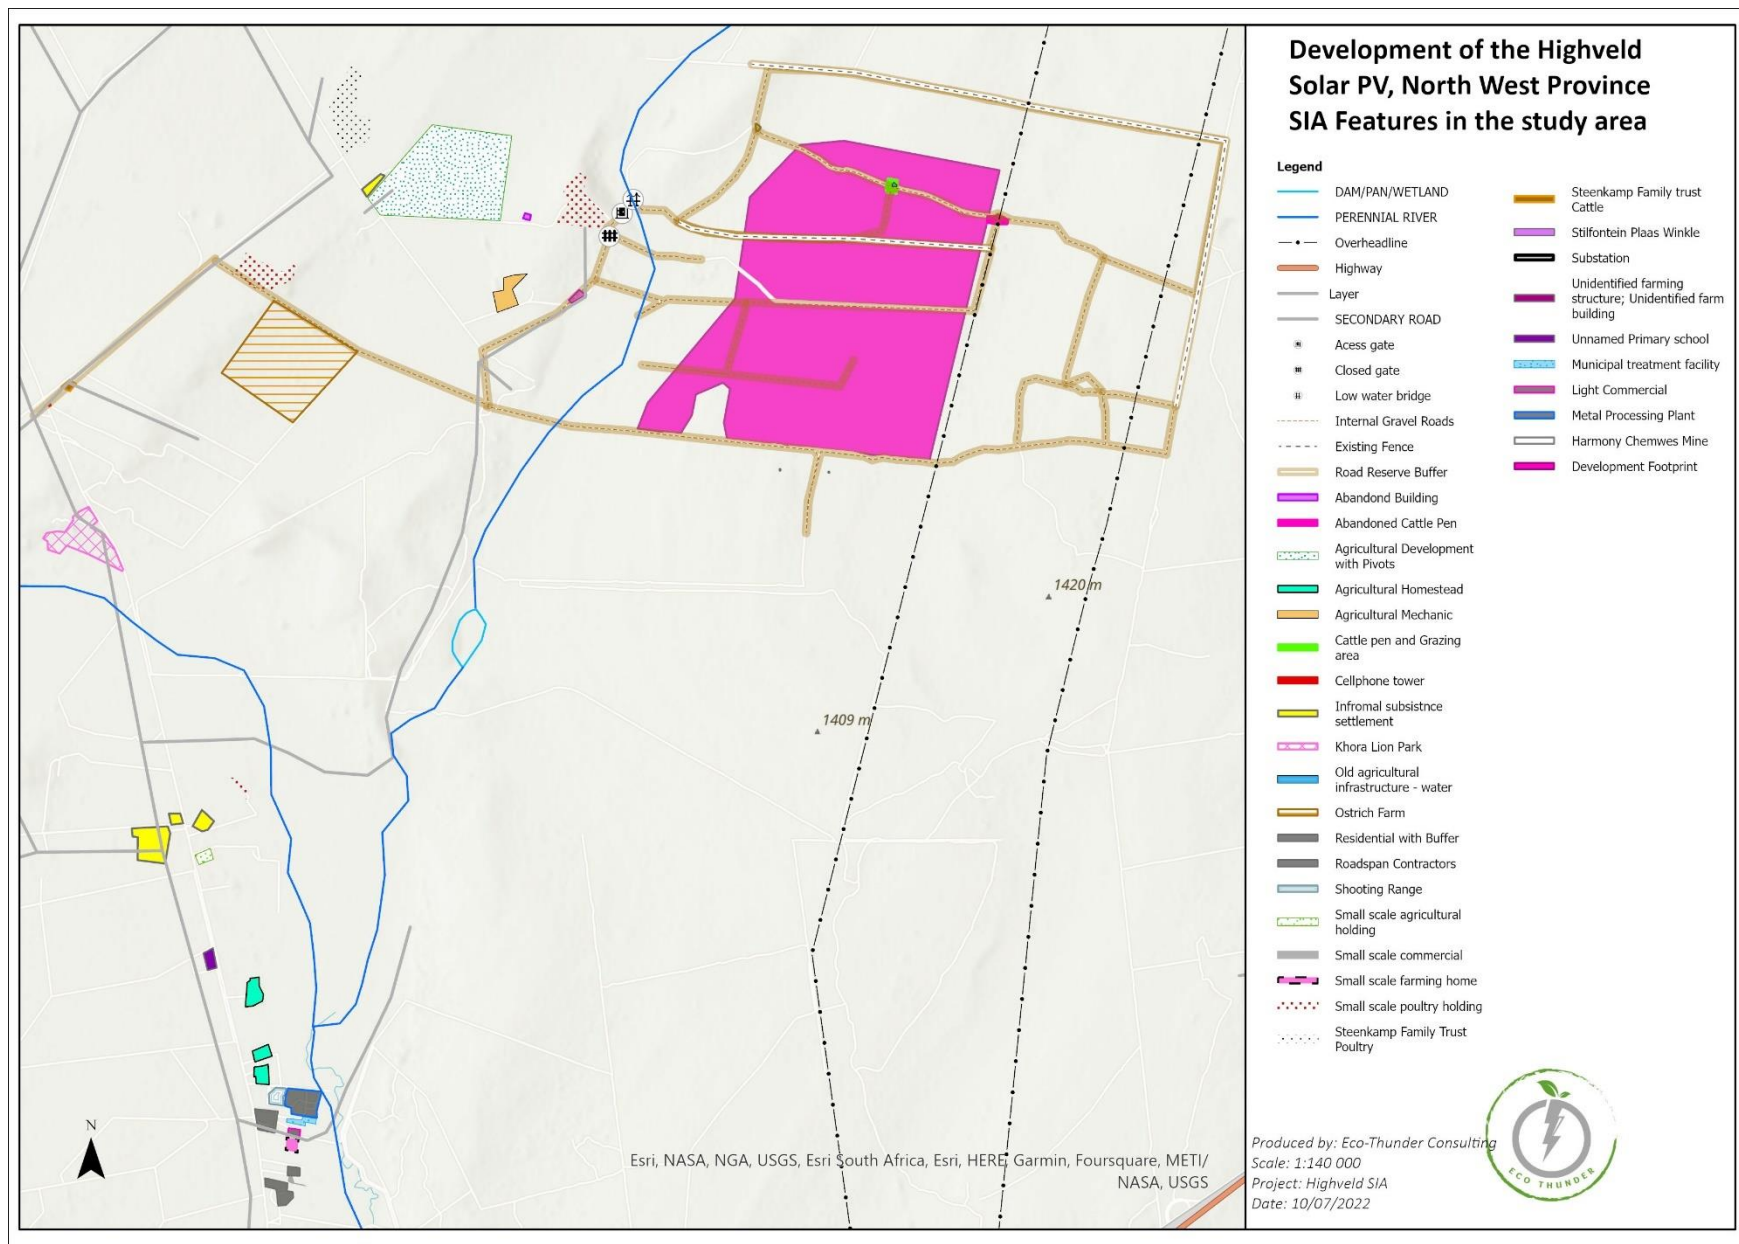 Development of the Highveld
Solar PV, North West Province
SIA Features in the study area
Legend
DAM/PAN/WETLAND
PERENNIAL RIVER
Overheadline
Highway
Layer
SECONDARY ROAD
Acess gate
Closed gate
Low water bridge
Internal Gravel Roads
Existing Fence
Road Reserve Buffer
Abandond Building
Abandoned Cattle Pen
Agricultural Development
with Pivots
Agricultural Homestead
Agricultural Mechanic
Cattle pen and Grazing
area
Cellphone tower
Infromal subsistnce
settlement
Khora Lion Park
Old agricultural
infrastructure - water
Ostrich Farm
Residential with Buffer
Roadspan Contractors
Shooting Range
Small scale agricultural
holding
Small scale commercial
Small scale farming home
Small scale poultry holding
Steenkamp Family Trust
Poultry
Steenkamp Family trust
Cattle
Stilfontein Plaas Winkle
Substation
Unidentified farming
structure; Unidentified farm
building
Unnamed Primary school
Municipal treatment facility
Light Commercial
Metal Processing Plant
Harmony Chemwes Mine
Development Footprint
1420 m
1409 m
N
Esri, NASA, NGA, USGS, Esri South Africa, Esri, HERE, Garmin, Foursquare, METI/
NASA, USGS
Produced by: Eco-Thunder Consulting
Scale: 1:140 000
Project: Highveld SIA
Date: 10/07/2022
ECO THUNDER